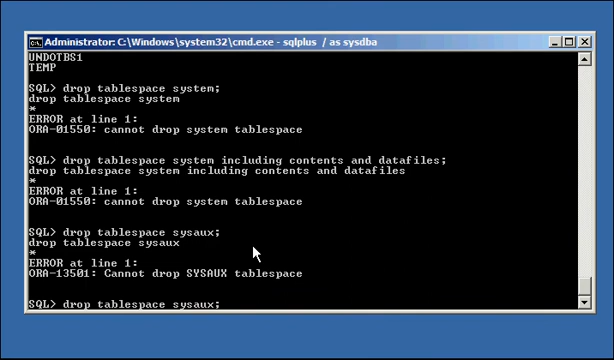 Administrator: C:\Windows\system32\cmd.exe - sqlplus / as sysdba
UNDOTBS1
TEMP
SQL> drop tablespace system;
drop tablespace system
*
ERROR at line 1:
ORA-01550: cannot drop system tablespace
SQL> drop tablespace system including contents and datafiles;
drop tablespace system including contents and datafiles
*
ERROR at line 1:
ORA-01550: cannot drop system tablespace
SQL> drop tablespace sysaux;
drop tablespace sysaux
*
ERROR at line 1:
ORA-13501: Cannot drop SYSAUX tablespace
SQL> drop tablespace sysaux;